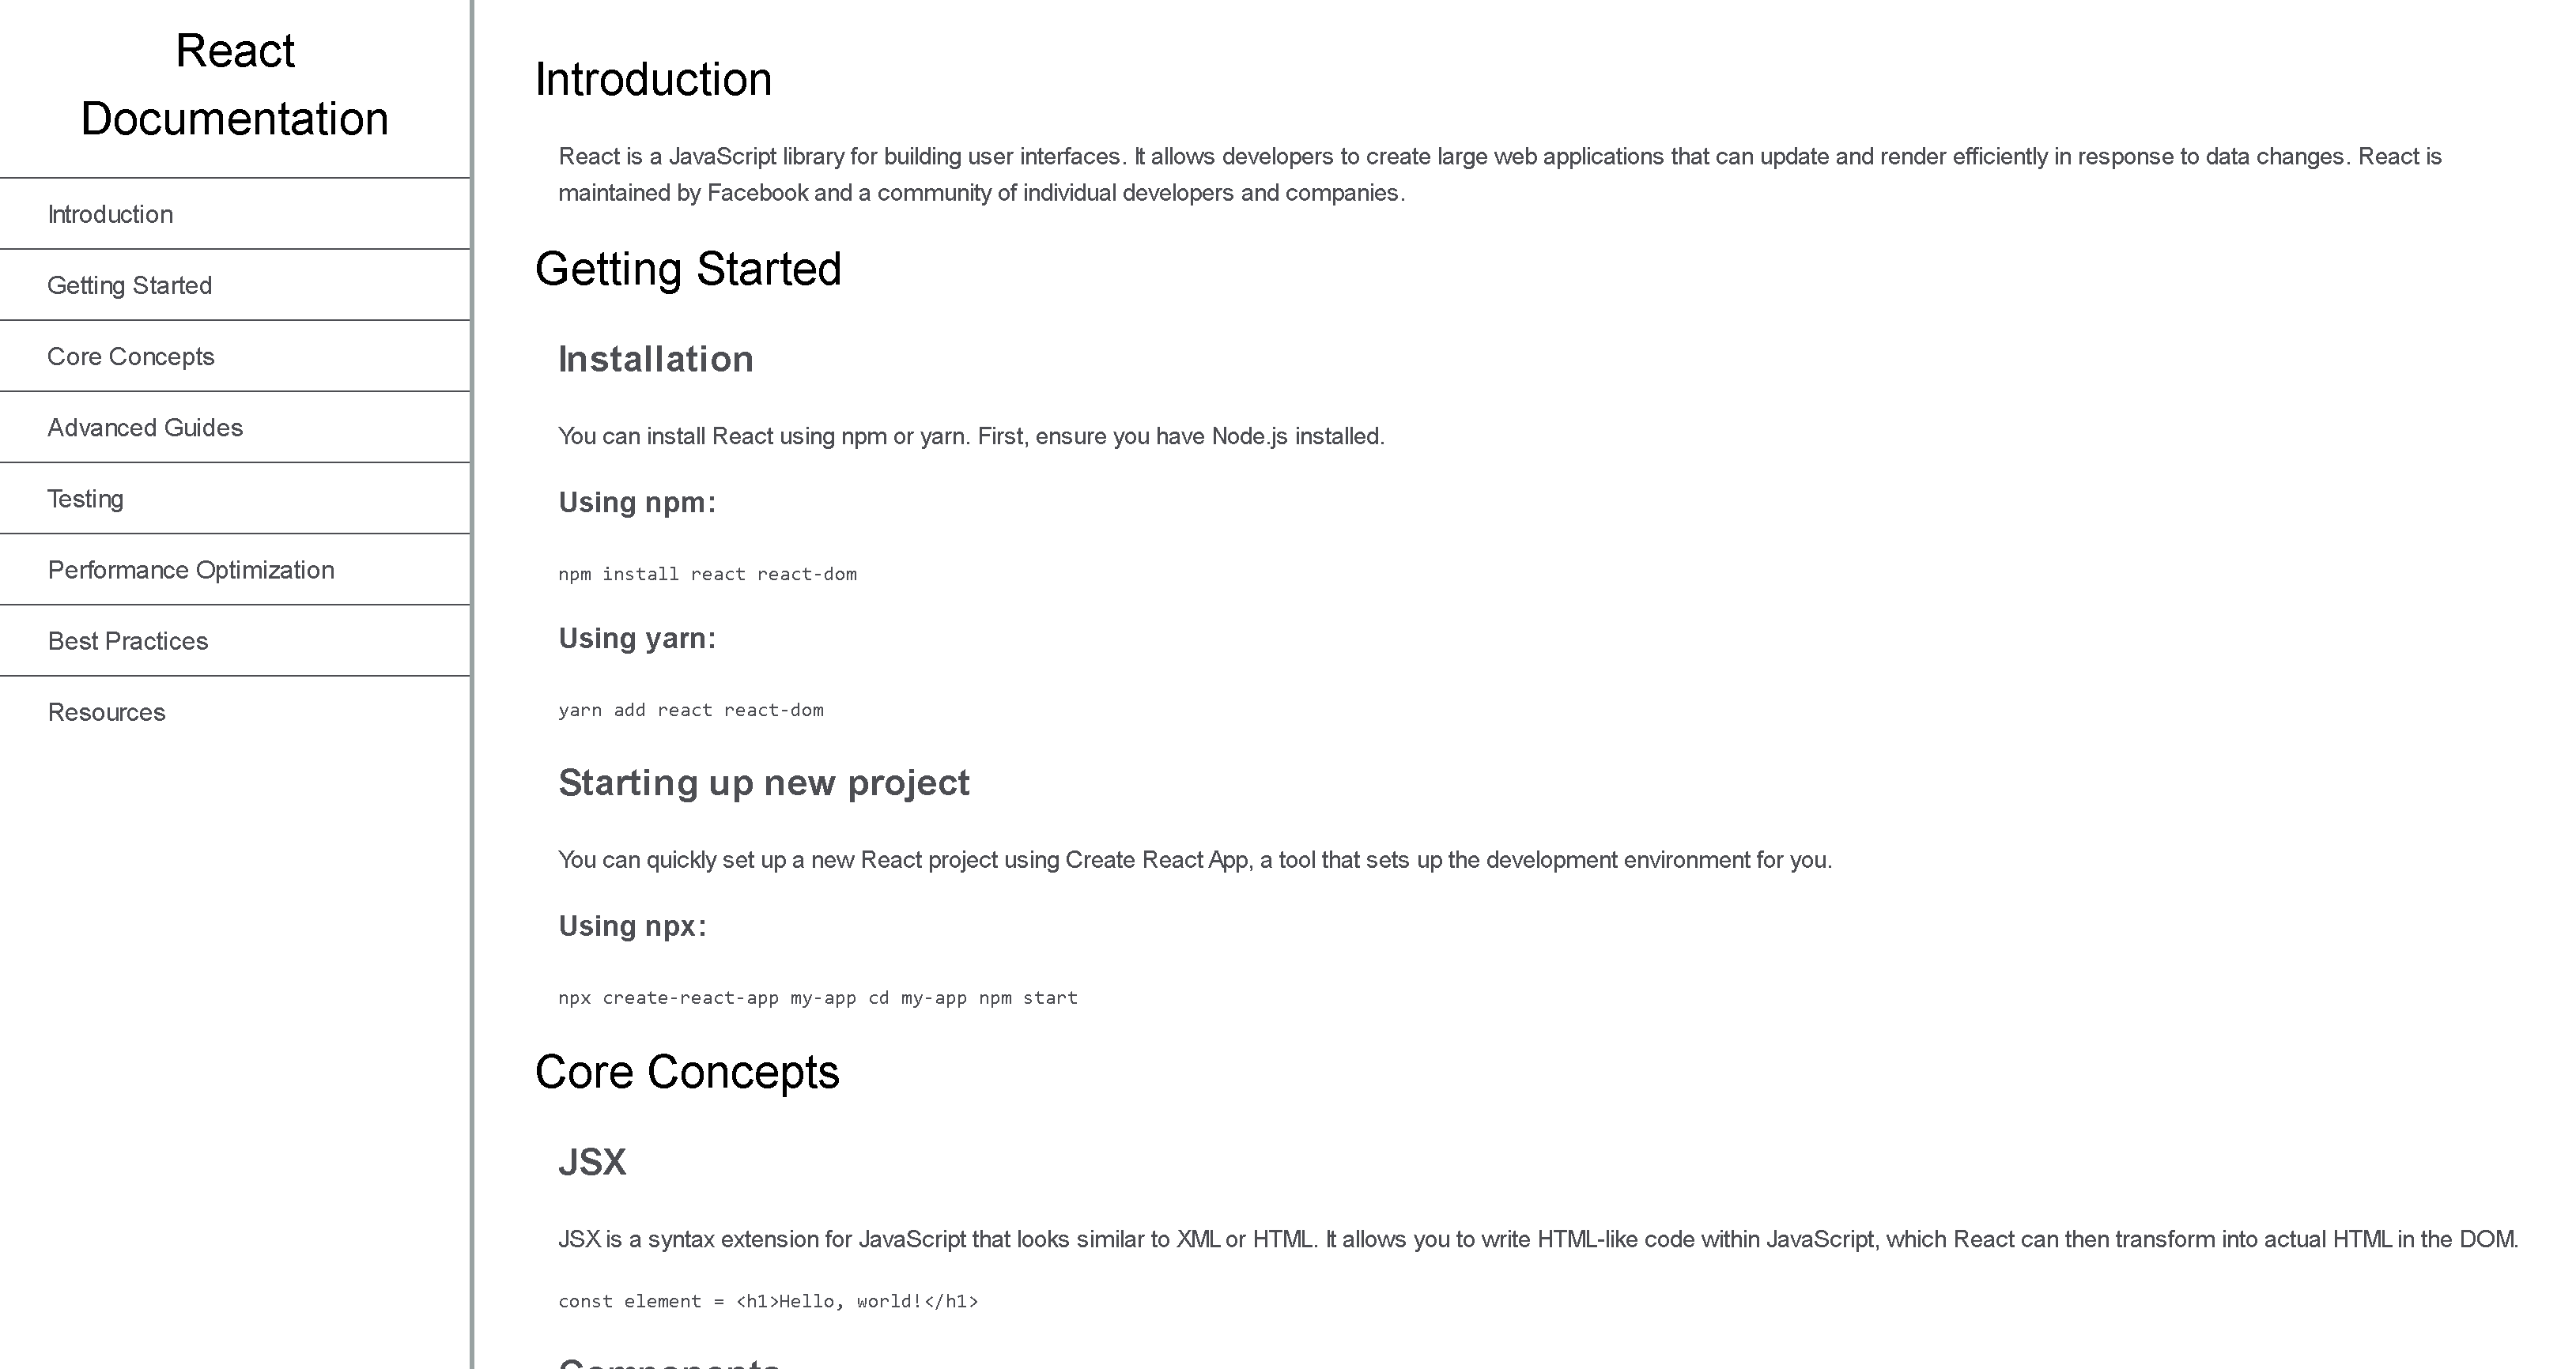 React
Documentation
Introduction
Getting Started
Core Concepts
Advanced Guides
Testing
Performance Optimization
Best Practices
Resources
Introduction
React is a JavaScript library for building user interfaces. It allows developers to create large web applications that can update and render efficiently in response to data changes. React is
maintained by Facebook and a community of individual developers and companies.
Getting Started
Installation
You can install React using npm or yarn. First, ensure you have Node.js installed.
Using npm:
npm install react react-dom
Using yarn:
yarn add react react-dom
Starting up new project
You can quickly set up a new React project using Create React App, a tool that sets up the development environment for you.
Using npx:
npx create-react-app my-app cd my-app npm start
Core Concepts
JSX
JSX is a syntax extension for JavaScript that looks similar to XML or HTML. It allows you to write HTML-like code within JavaScript, which React can then transform into actual HTML in the DOM.
const element = <h1>Hello, world!</h1>
Components